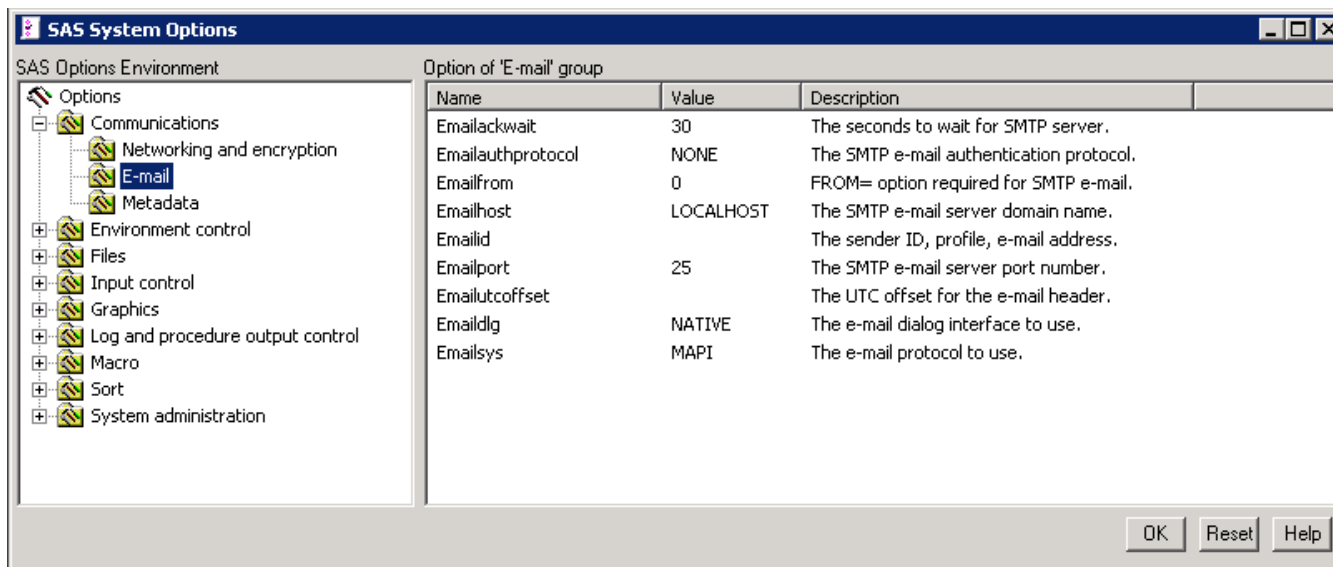 SAS System Options
SAS Options Environment
Options
Communications
Networking and encryption
E-mail
Metadata
Environment control
Files
Input control
Graphics
Log and procedure output control
Macro
Sort
System administration
Option of 'E-mail' group
Name Value Description
Emailackwait 30 The seconds to wait for SMTP server.
Emailauthprotocol NONE The SMTP e-mail authentication protocol.
Emailfrom 0 FROM= option required for SMTP e-mail.
Emailhost LOCALHOST The SMTP e-mail server domain name.
Emailid The sender ID, profile, e-mail address.
Emailport 25 The SMTP e-mail server port number.
Emailutcoffset The UTC offset for the e-mail header.
Emaildlg NATIVE The e-mail dialog interface to use.
Emailsys MAPI The e-mail protocol to use.
OK Reset Help